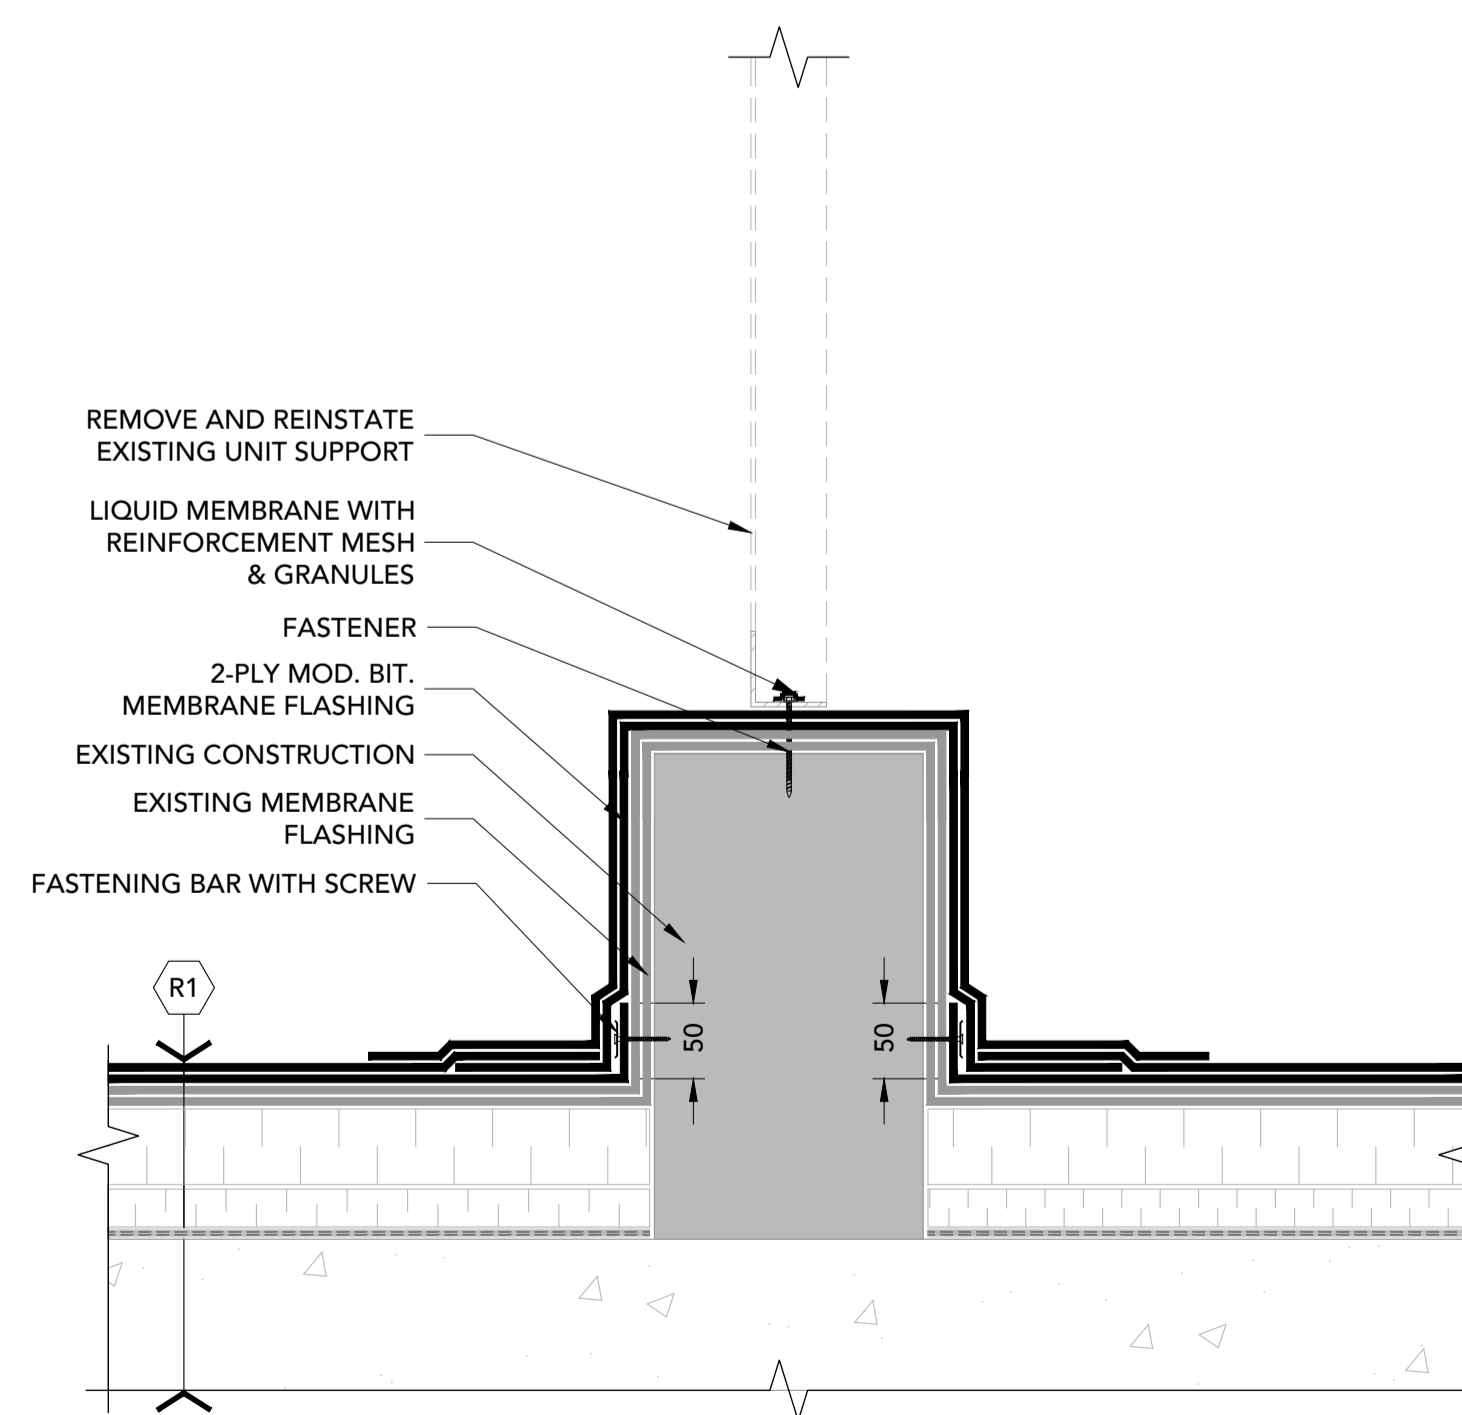 REMOVE AND REINSTATE
EXISTING UNIT SUPPORT
LIQUID MEMBRANE WITH
REINFORCEMENT MESH
& GRANULES
FASTENER
2-PLY MOD. BIT.
MEMBRANE FLASHING
EXISTING CONSTRUCTION
EXISTING MEMBRANE
FLASHING
FASTENING BAR WITH SCREW
R1
50
50